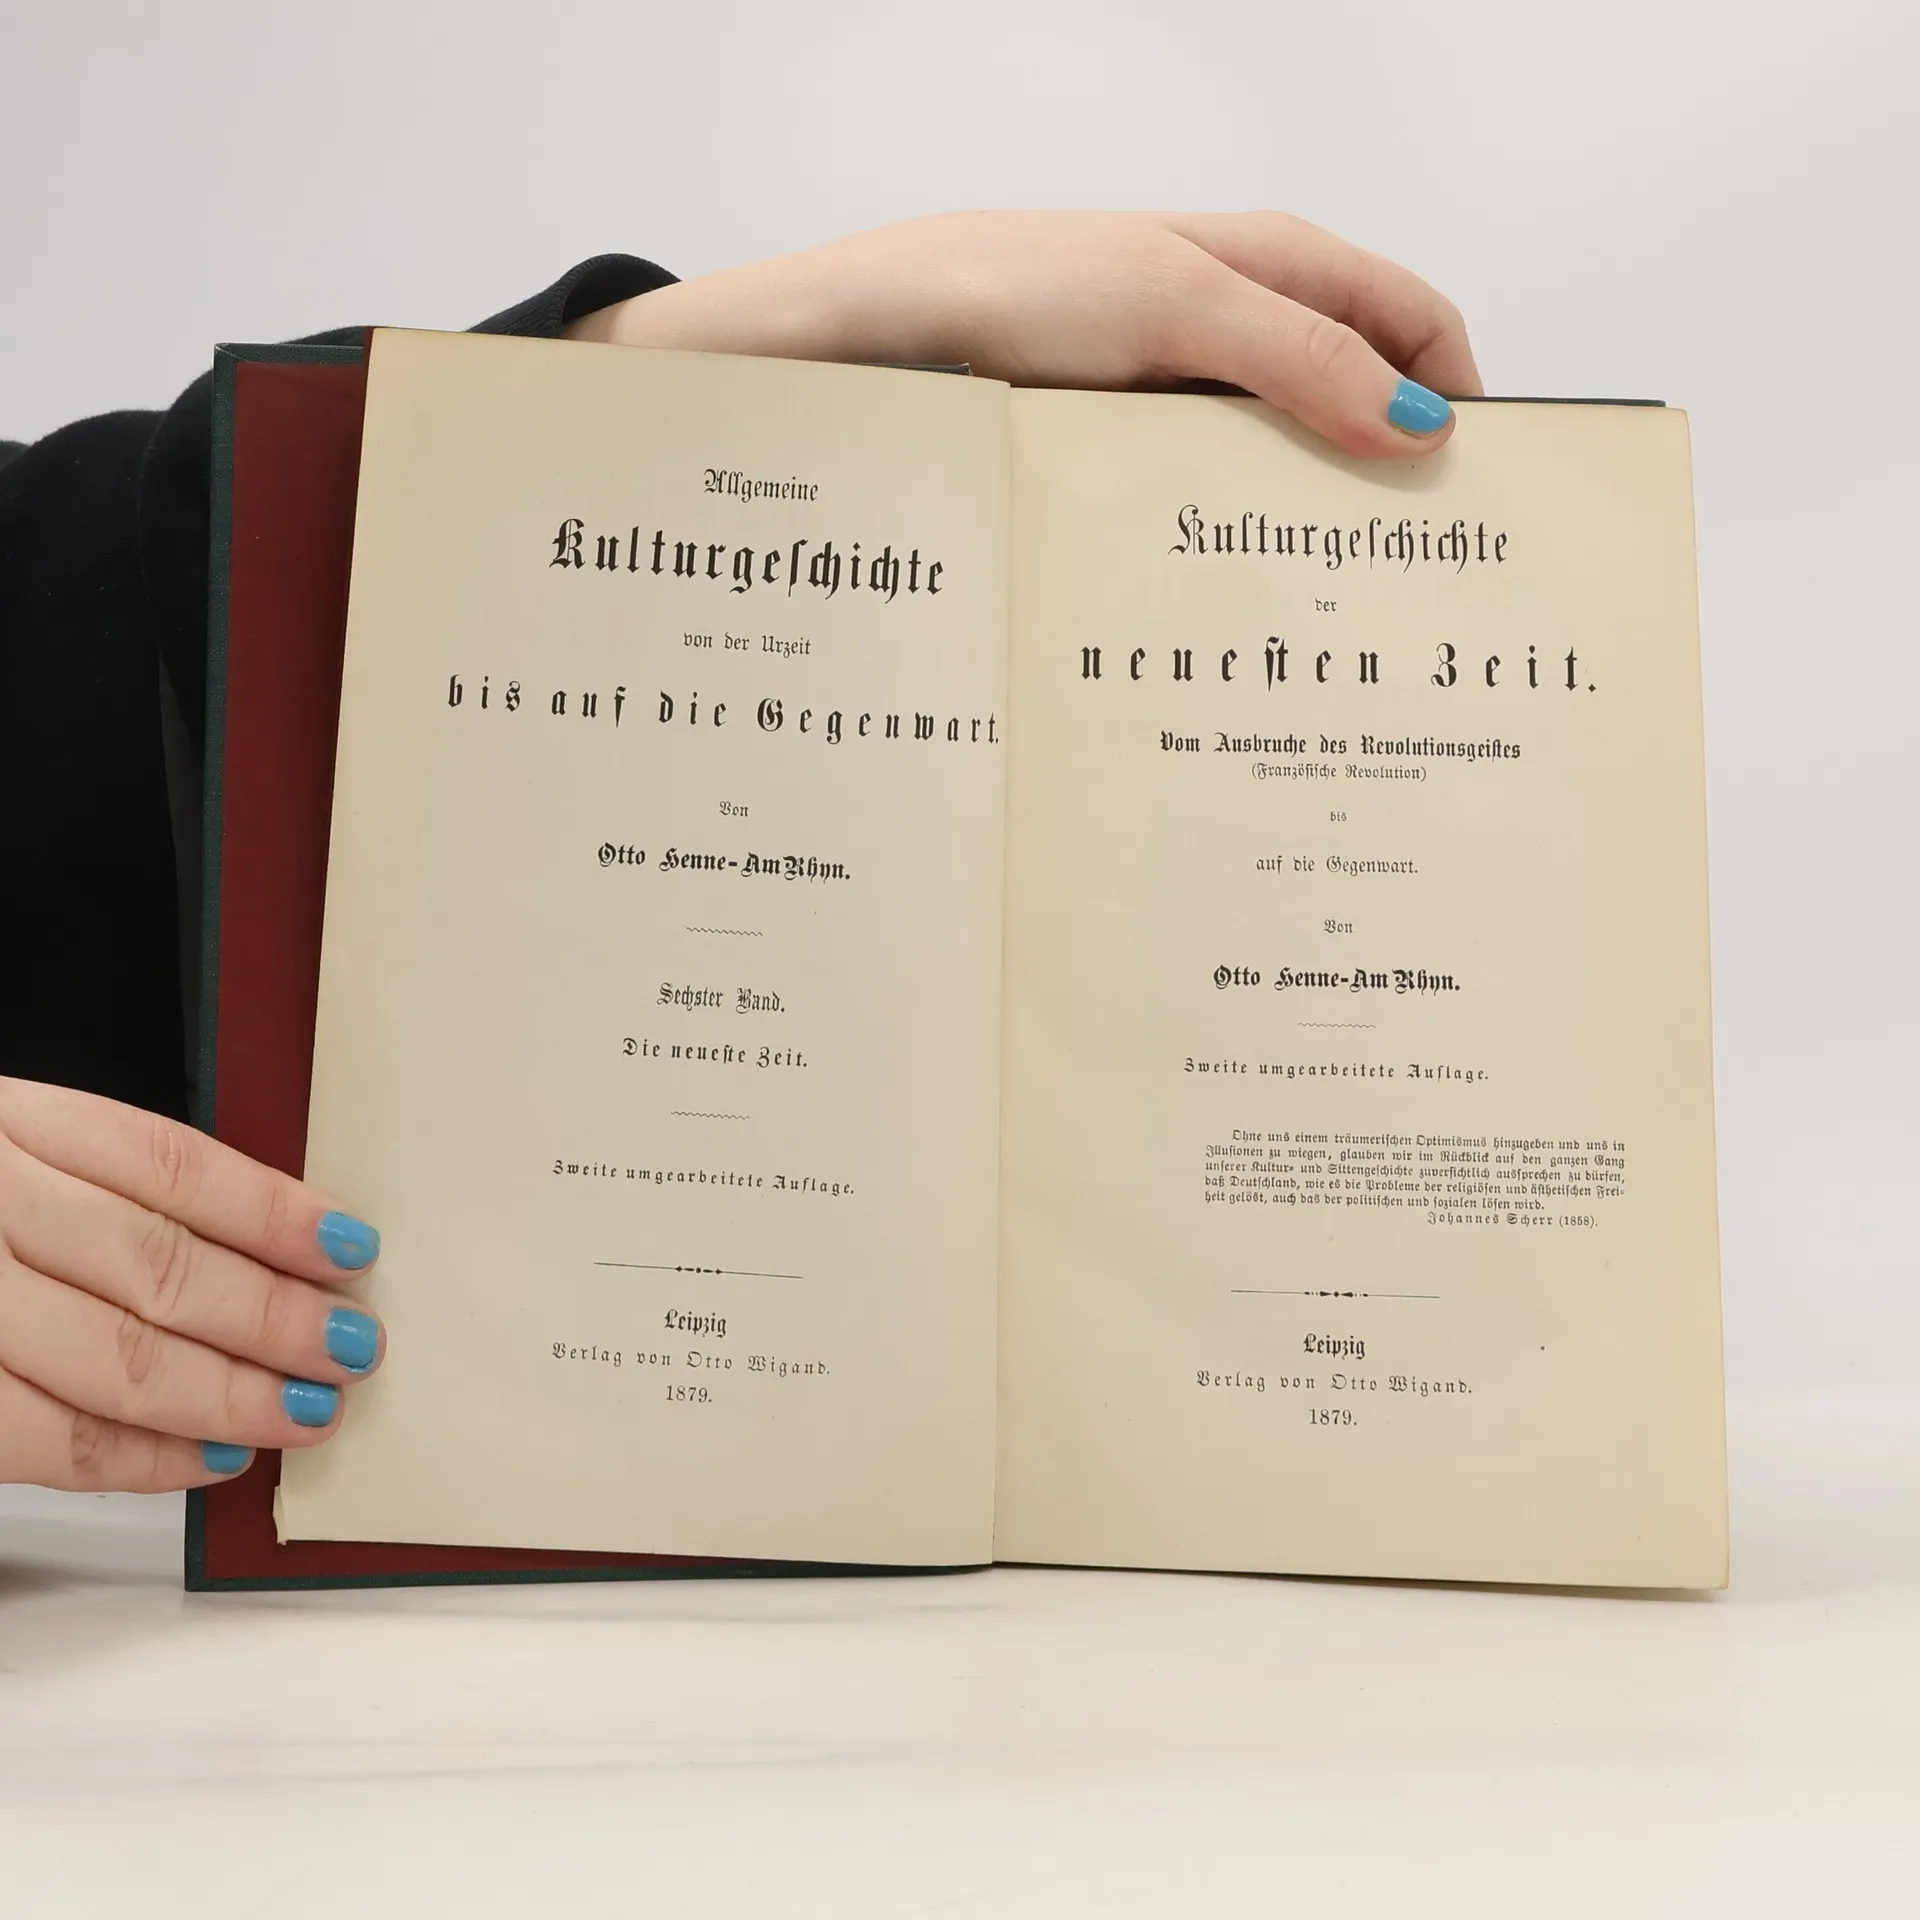 Allgemeine
Kulturgeſchichte
von der Urzeit
bis auf die Gegenwart.
Von
Otto Henne-AmRhyn.
Sechster Band.
Die neueſte Zeit.
Zweite umgearbeitete Auflage.
Leipzig
Verlag von Otto Wigand.
1879.
Kulturgeſchichte
der
neueſten Zeit.
Vom Ausbruche des Revolutionsgeiſtes
(Franzöſiſche Revolution)
bis
auf die Gegenwart.
Von
Otto Henne-Am Rhyn.
Zweite umgearbeitete Auflage.
Ohne uns einem träumeriſchen Optimismus hinzugeben und uns in
Illuſionen zu wiegen, glauben wir im Rückblick auf den ganzen Gang
unſerer Kultur- und Sittengeſchichte zuverſichtlich ausſprechen zu dürfen,
daß Deutſchland, wie es die Probleme der religiöſen und äſthetiſchen Frei-
heit gelöst, auch das der politiſchen und ſozialen löſen wird.
Johannes Scherr (1858).
Leipzig
Verlag von Otto Wigand.
1879.